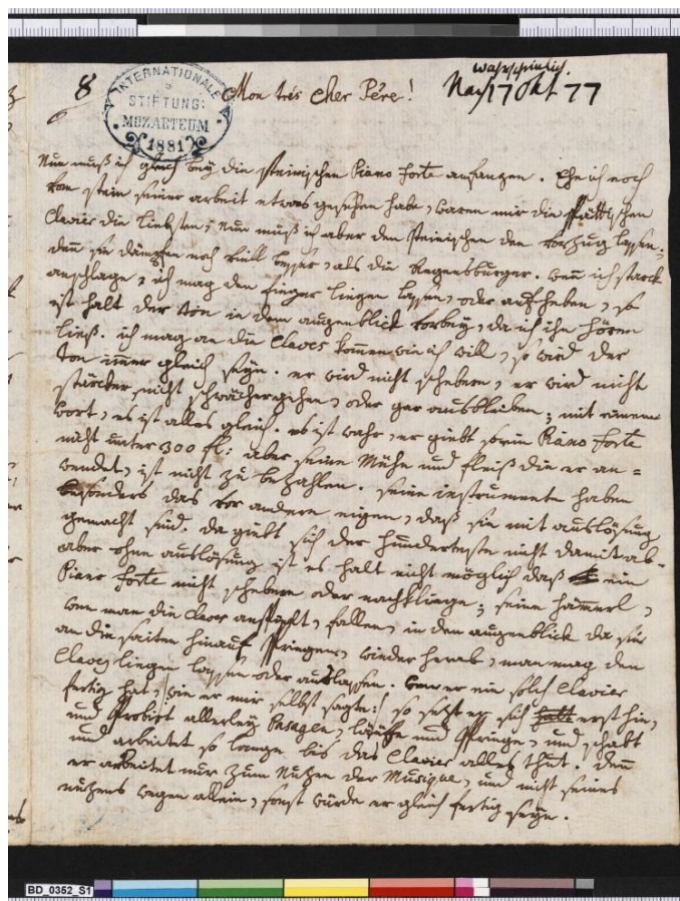 8
INTERNATIONALE
STIFTUNG:
MOZARTEUM
1881
Mon trés cher Pére!
wahrscheinlich.
17 Okt 77
Nun muß ich gleich bey die steinischen Piano forte anfangen. Ehe ich noch
vom stein seiner arbeit etwas gesehen habe, waren mir die spättischen
Clavier die liebsten; Nun muß ich aber den steinischen den vorzug lassen;
denn sie dämpfen noch viell besser, als die Regensburger. wenn ich starck
anschlage, ich mag den finger liegen lassen, oder aufheben, so
ist halt der ton in dem augenblick vorbey, da ich ihn hören
ließ. ich mag an die Claves kommen wie ich will, so wird der
ton immer gleich seyn. er wird nicht schebern, er wird nicht
stärcker, nicht schwächer gehen, oder gar ausbleiben; mit einem
wort, es ist alles gleich. es ist wahr, er giebt so ein Piano forte
nicht unter 300 fl: aber seine Mühe und fleiß die er an=
wendet, ist nicht zu bezahlen. seine instrumente haben
besonders das vor andern eigen, daß sie mit auslösung
gemacht sind. da giebt sich der hunderteste nicht damit ab.
aber ohne auslösung ist es halt nicht möglich daß ein
Piano forte nicht schebere oder nachklinge; seine hämmerl,
wen man die Claves anspielt, fallen, in den augenblick da sie
an die saiten hinauf springen, wieder herab, man mag den
Claves liegen lassen oder auslassen. wen er ein solch Clavier
fertig hat, /: wie er mir selbst sagte :/ so sezt er sich erst hin,
und Probirt allerley Pasagen, läuffe und springe, und schabt
und arbeitet so lange bis das Clavier alles thut. denn
er arbeitet nur zum Nuzen der Musique, und nicht seines
nuzens wegen allein, sonst würde er gleich fertig seyn.
BD_0352_S1